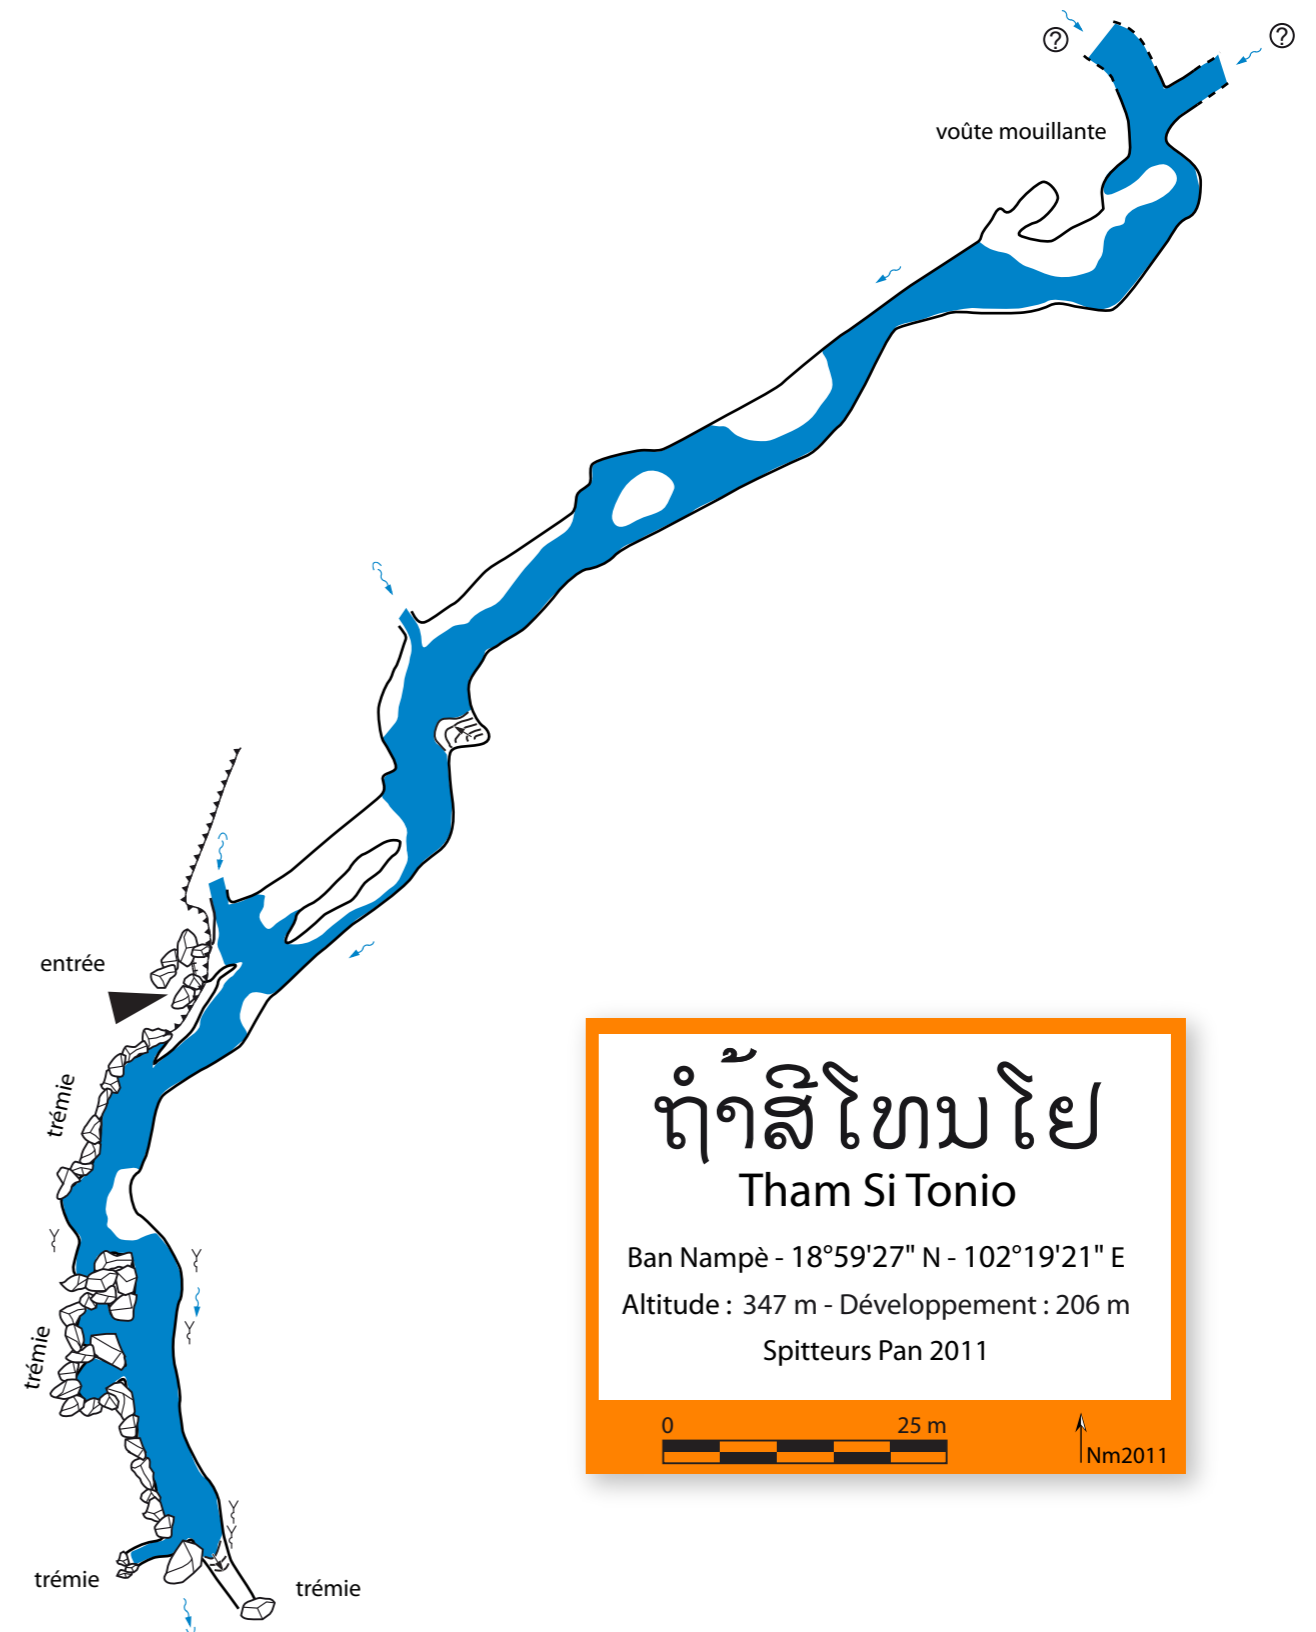 ?
?
voûte mouillante
entrée
trémie
trémie
trémie
trémie
ຖ້ຳສີໂທນໂຢ
Tham Si Tonio
Ban Nampè - 18°59'27" N - 102°19'21" E
Altitude : 347 m - Développement : 206 m
Spitteurs Pan 2011
0 25 m
Nm2011